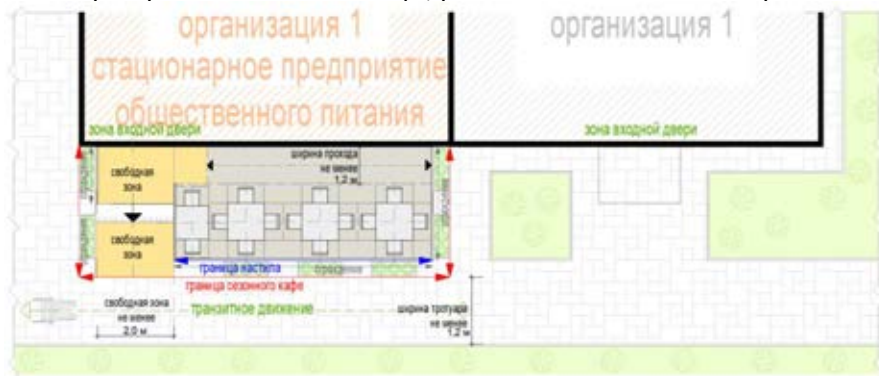 организация 1
стационарное предприятие
общественного питания
организация 1
зона входной двери
зона входной двери
ширина прохода
не менее
1,2 м
свободная
зона
свободная
зона
граница настила
ограждение
граница сезонного кафе
свободная зона
не менее
2,0 м
транзитное движение
ширина тротуара
не менее
1,2 м